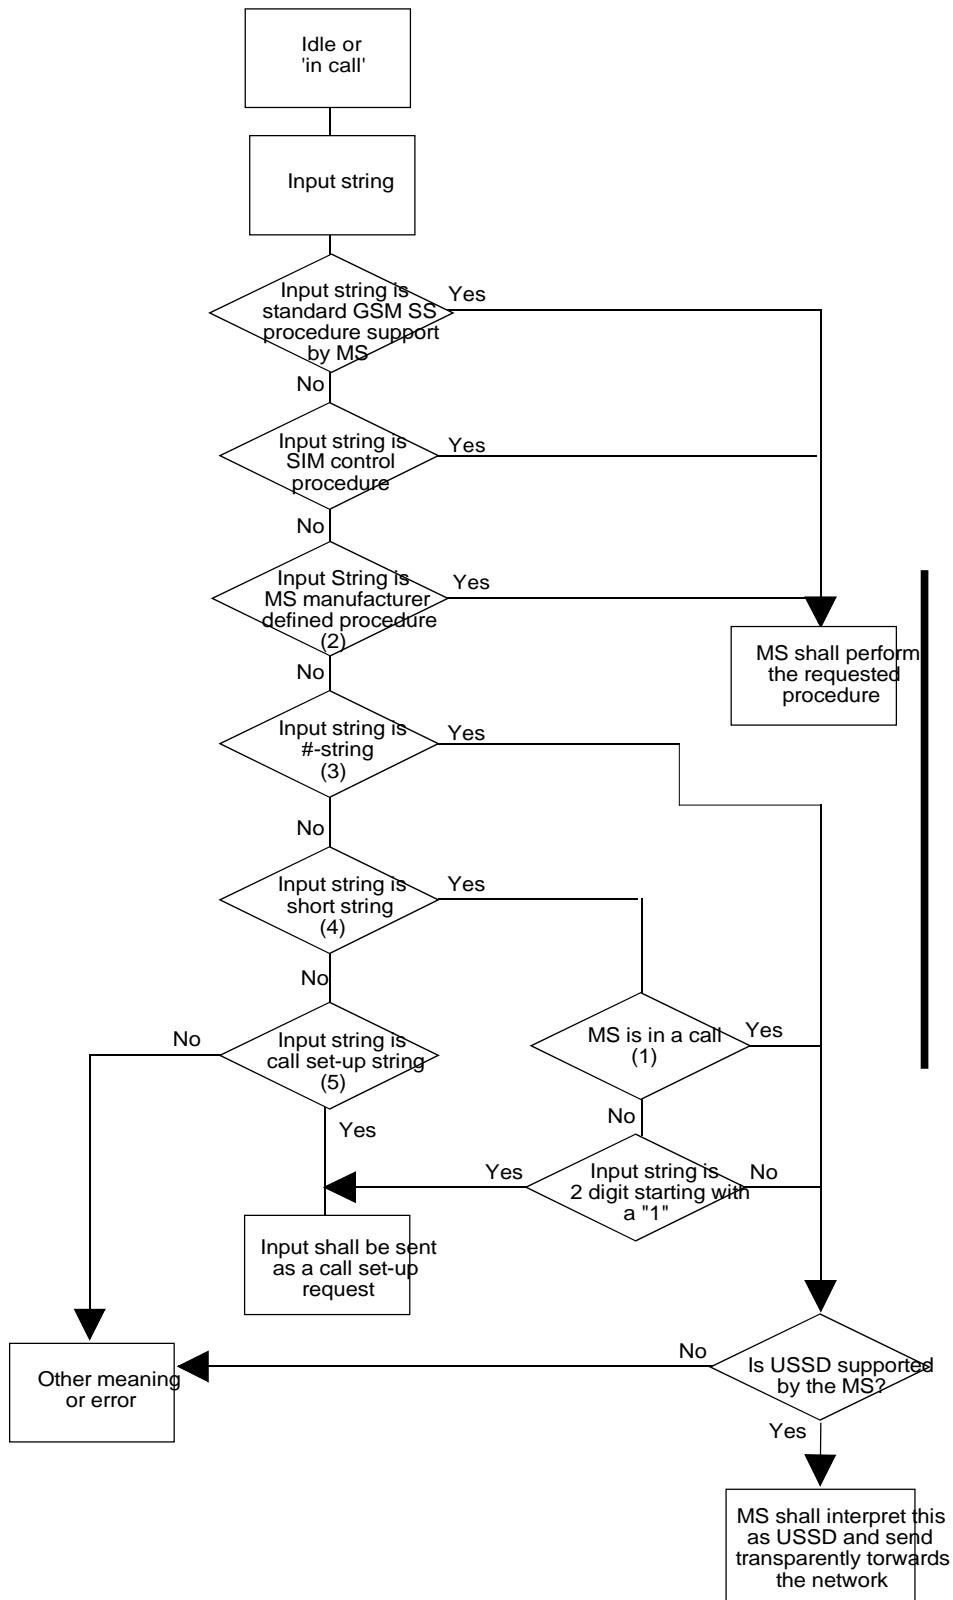 Idle or
'in call'
Input string
Input string is
standard GSM SS
procedure support
by MS
Yes
No
Input string is
SIM control
procedure
Yes
No
Input String is
MS manufacturer
defined procedure
(2)
Yes
No
MS shall perform
the requested
procedure
Input string is
#-string
(3)
Yes
No
Input string is
short string
(4)
Yes
No
MS is in a call
(1)
Yes
No
No
Input string is
call set-up string
(5)
Yes
Yes
Input string is
2 digit starting with
a "1"
No
Input shall be sent
as a call set-up
request
No
Is USSD supported
by the MS?
Yes
Other meaning
or error
MS shall interpret this
as USSD and send
transparently torwards
the network